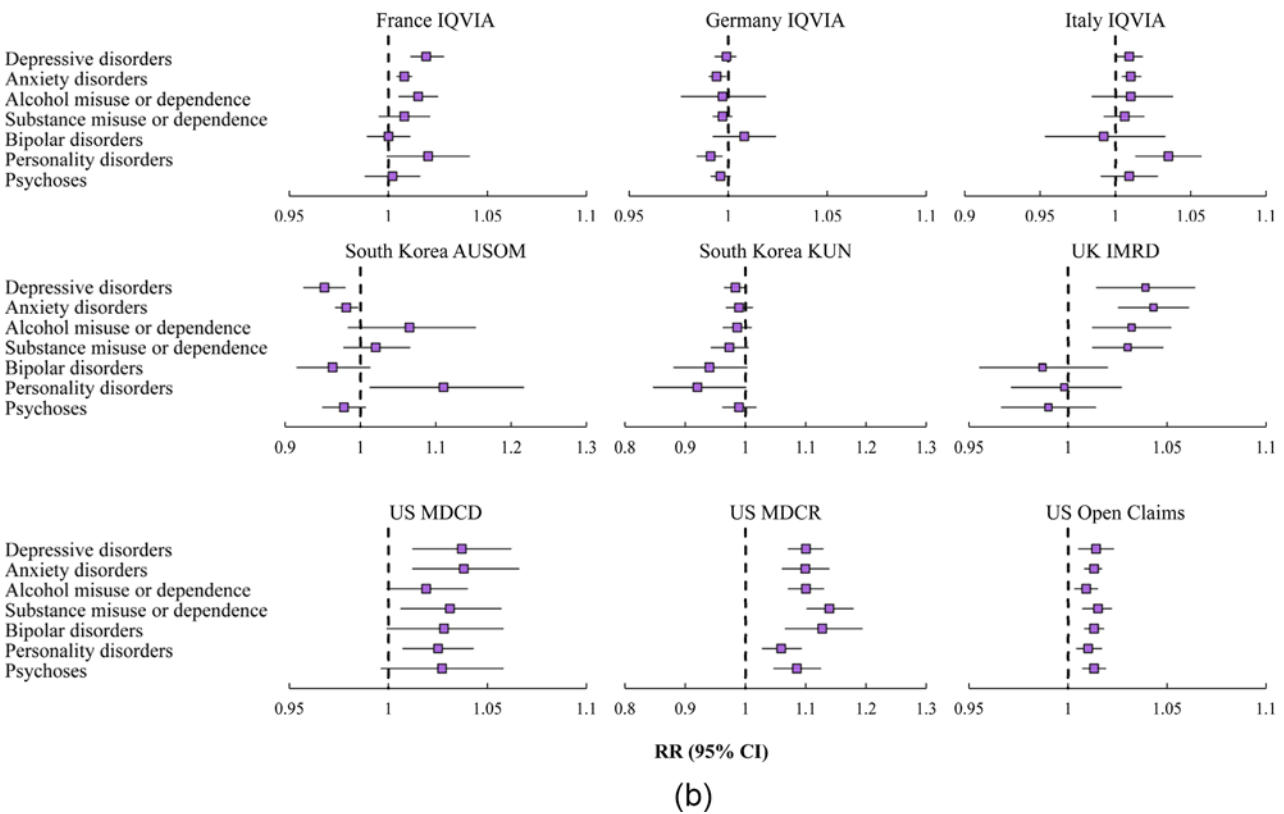 France IQVIA Germany IQVIA Italy IQVIA
Depressive disorders
Anxiety disorders
Alcohol misuse or dependence
Substance misuse or dependence
Bipolar disorders
Personality disorders
Psychoses
0.95 1 1.05 1.1 0.95 1 1.05 1.1 0.9 0.95 1 1.05 1.1
South Korea AUSOM South Korea KUN UK IMRD
Depressive disorders
Anxiety disorders
Alcohol misuse or dependence
Substance misuse or dependence
Bipolar disorders
Personality disorders
Psychoses
0.9 1 1.1 1.2 1.3 0.8 0.9 1 1.1 1.2 1.3 0.95 1 1.05 1.1
US MDCD US MDCR US Open Claims
Depressive disorders
Anxiety disorders
Alcohol misuse or dependence
Substance misuse or dependence
Bipolar disorders
Personality disorders
Psychoses
0.95 1 1.05 1.1 0.8 0.9 1 1.1 1.2 1.3 0.95 1 1.05 1.1
RR (95% CI)
(b)